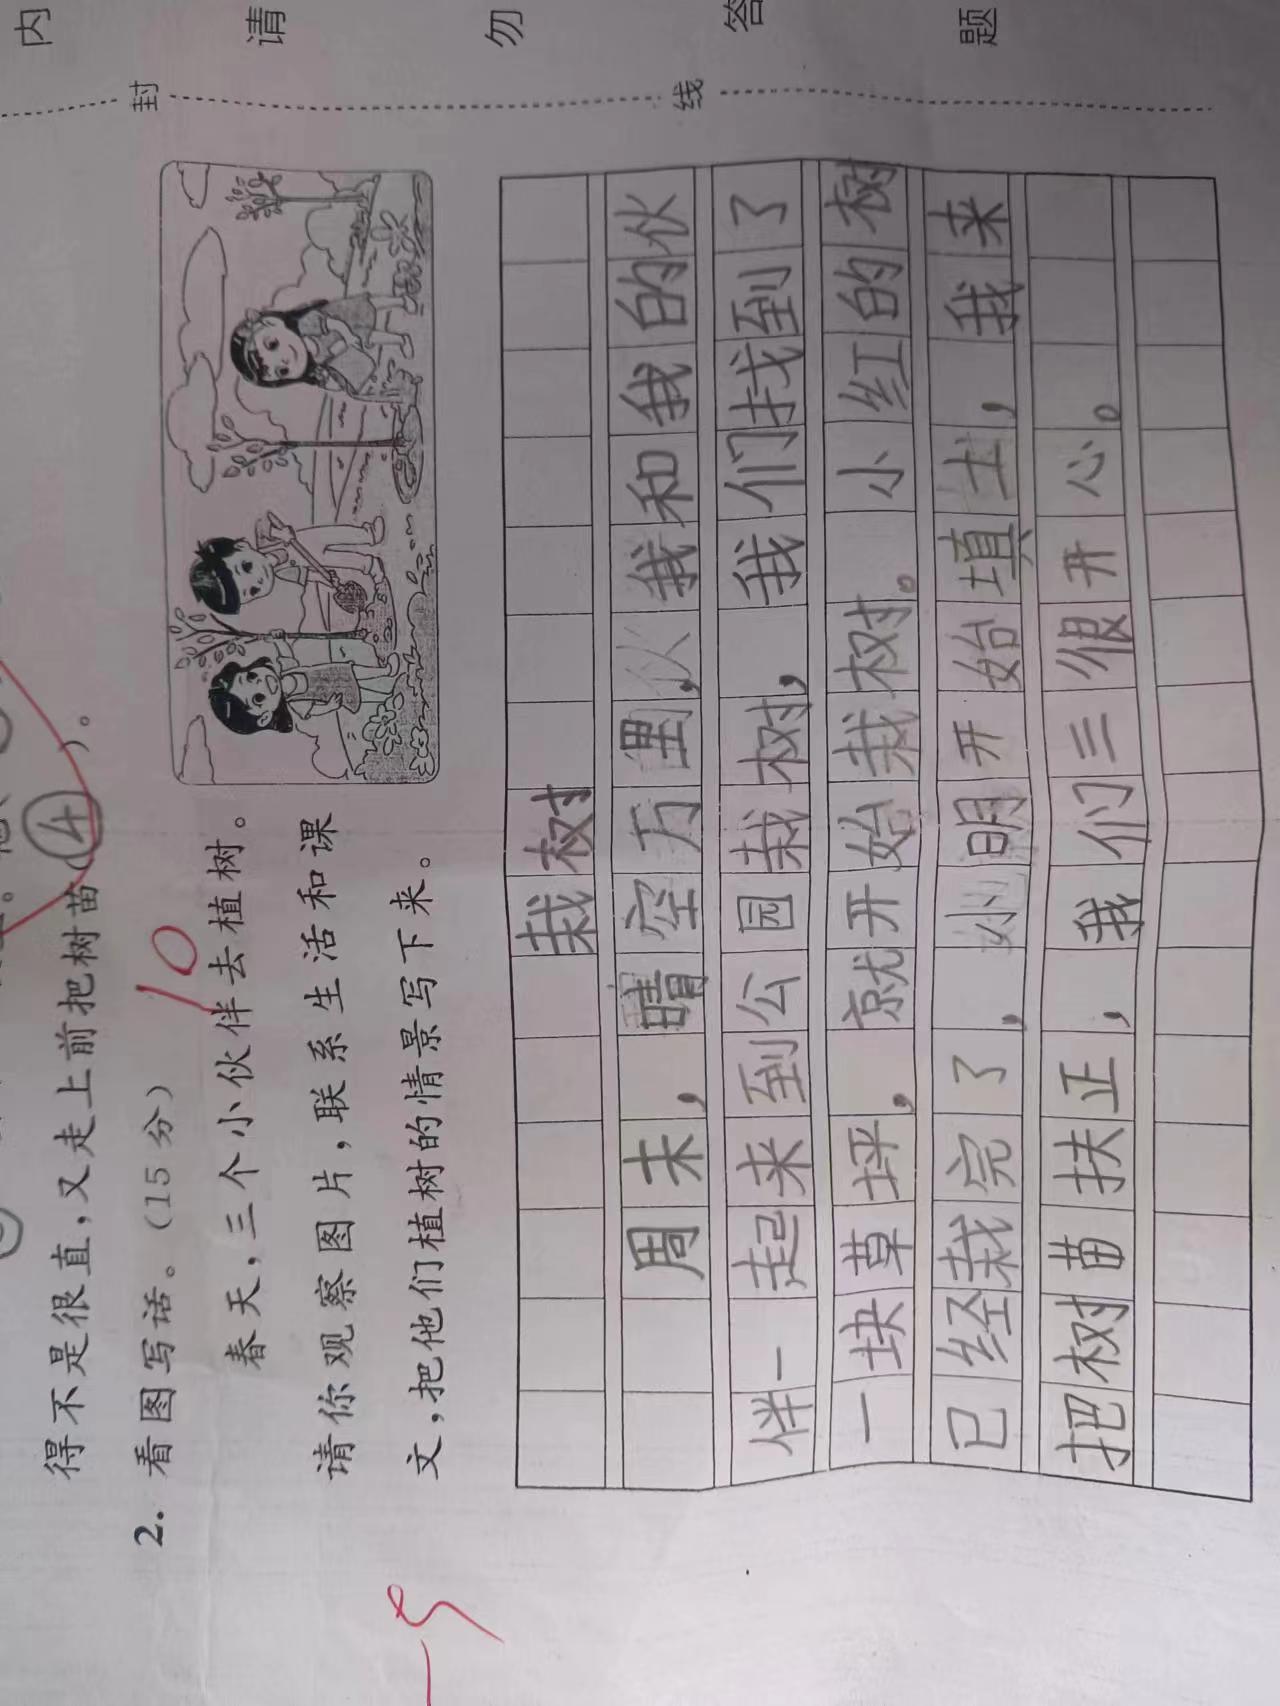 内 请 勿 答 题
封 线
④
得不是很直,又走上前把树苗 )。
10
2. 看图写话。(15分)
春天,三个小伙伴去植树。
请你观察图片,联系生活和课
文,把他们植树的情景写下来。
-5
栽树
周末,晴空万里,我和我的伙
伴一起来到公园栽树,我们找到了
一块草坪,就开始栽树。小红的树
已经栽完了,小明开始填土,我来
把树苗扶正,我们三很开心。